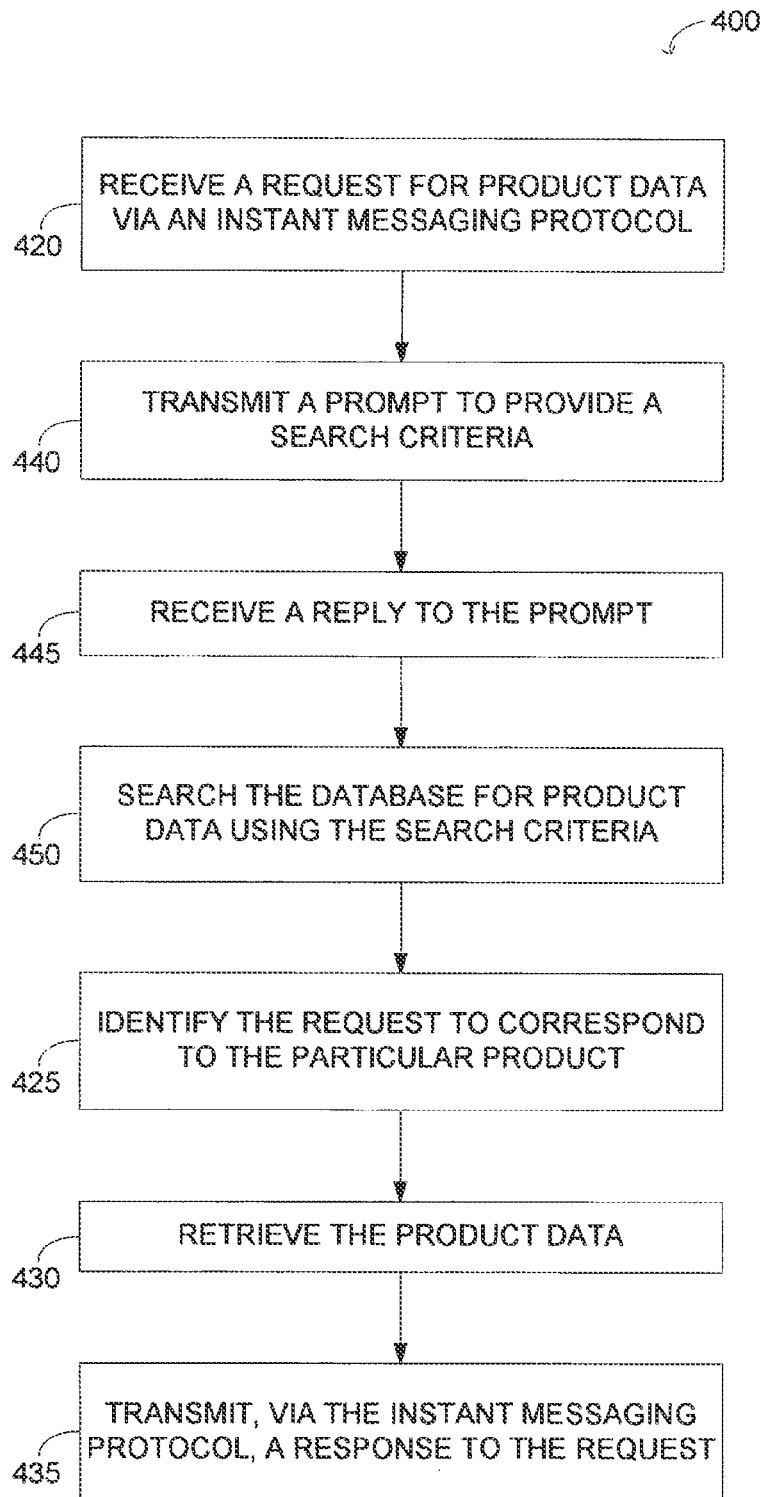 400
RECEIVE A REQUEST FOR PRODUCT DATA
VIA AN INSTANT MESSAGING PROTOCOL
420
TRANSMIT A PROMPT TO PROVIDE A
SEARCH CRITERIA
440
RECEIVE A REPLY TO THE PROMPT
445
SEARCH THE DATABASE FOR PRODUCT
DATA USING THE SEARCH CRITERIA
450
IDENTIFY THE REQUEST TO CORRESPOND
TO THE PARTICULAR PRODUCT
425
RETRIEVE THE PRODUCT DATA
430
TRANSMIT, VIA THE INSTANT MESSAGING
PROTOCOL, A RESPONSE TO THE REQUEST
435